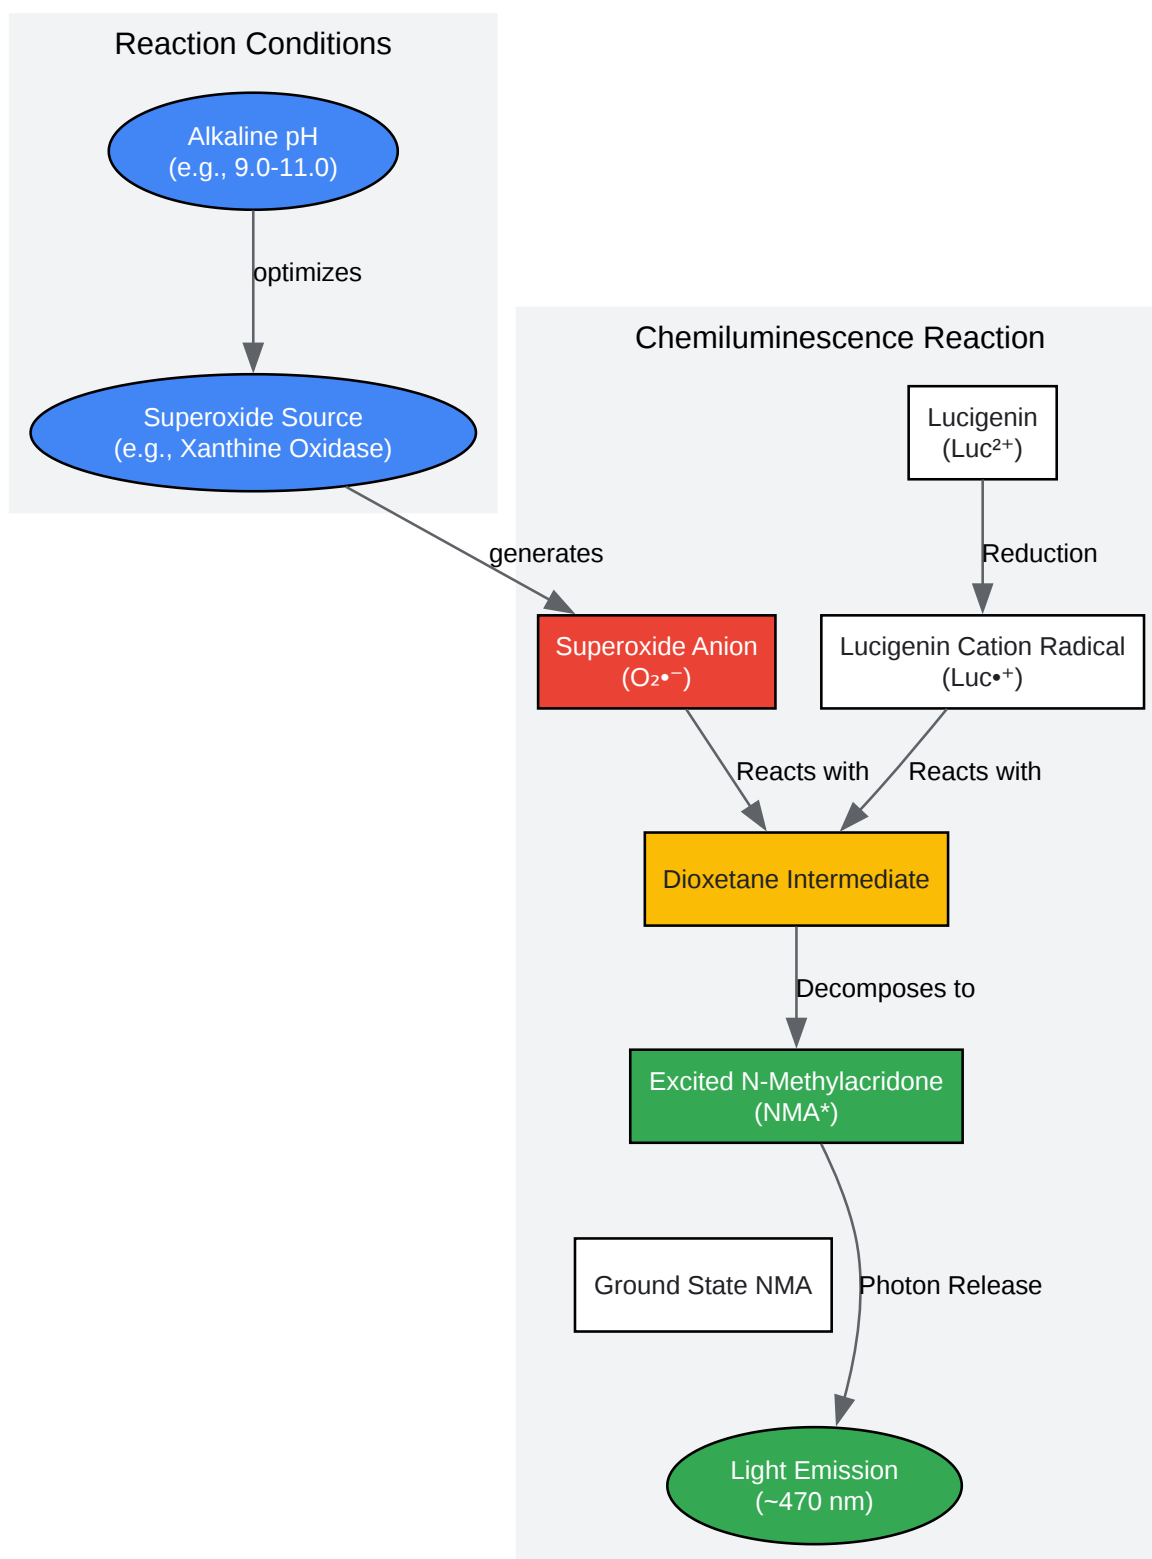 Reaction Conditions
Alkaline pH
(e.g., 9.0-11.0)
optimizes
Superoxide Source
(e.g., Xanthine Oxidase)
generates
Chemiluminescence Reaction
Lucigenin
(Luc²⁺)
Reduction
Superoxide Anion
(O₂•⁻)
Lucigenin Cation Radical
(Luc•⁺)
Reacts with
Reacts with
Dioxetane Intermediate
Decomposes to
Excited N-Methylacridone
(NMA*)
Ground State NMA
Photon Release
Light Emission
(~470 nm)